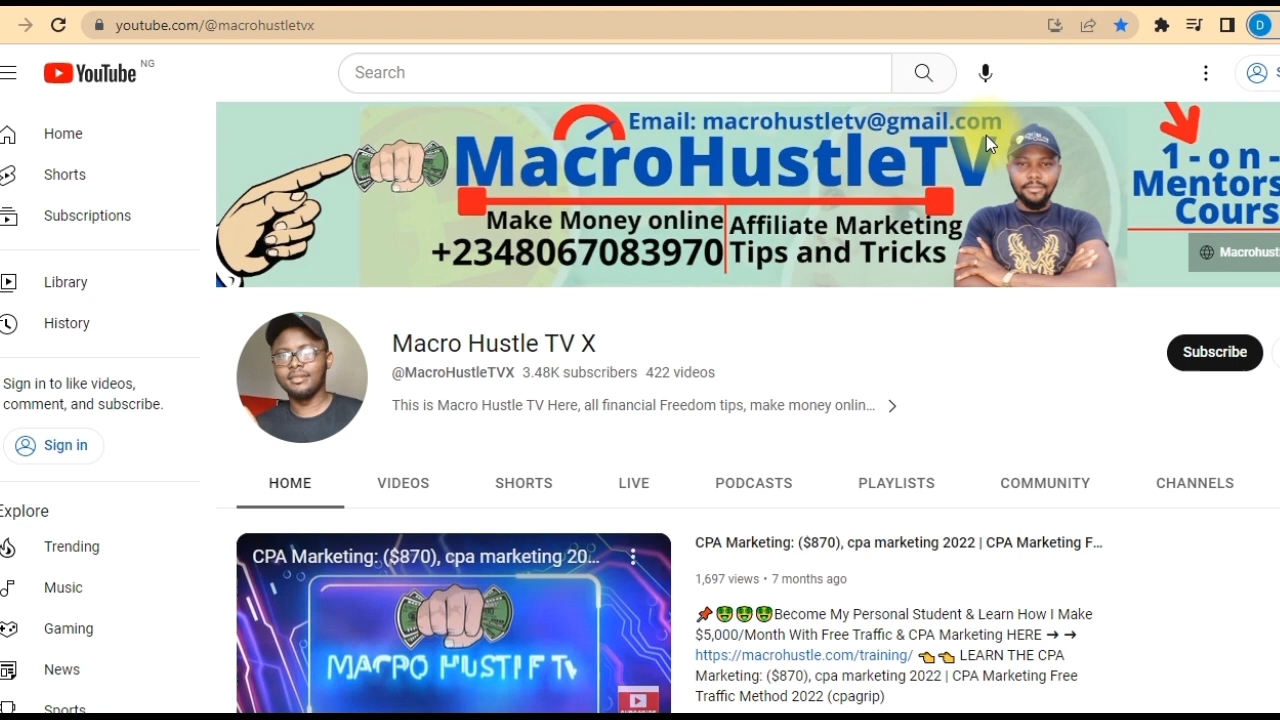 youtube.com/@macrohustletvx
D
YouTube NG
Search
S
Home
Shorts
Subscriptions
Library
History
Sign in to like videos,
comment, and subscribe.
Sign in
Explore
Trending
Music
Gaming
News
Sports
Email: macrohustletv@gmail.com
MacroHustleTV
Make Money online
+2348067083970
Affiliate Marketing
Tips and Tricks
1-on-
Mentors
Cours
Macrohust
Macro Hustle TV X
@MacroHustleTVX 3.48K subscribers 422 videos
This is Macro Hustle TV Here, all financial Freedom tips, make money onlin...
Subscribe
HOME VIDEOS SHORTS LIVE PODCASTS PLAYLISTS COMMUNITY CHANNELS
CPA Marketing: ($870), cpa marketing 20...
MACRO HUSTLE TV
CPA Marketing: ($870), cpa marketing 2022 | CPA Marketing F...
1,697 views • 7 months ago
📌🤑🤑🤑Become My Personal Student & Learn How I Make
$5,000/Month With Free Traffic & CPA Marketing HERE ➜ ➜
https://macrohustle.com/training/ 👈👈 LEARN THE CPA
Marketing: ($870), cpa marketing 2022 | CPA Marketing Free
Traffic Method 2022 (cpagrip)